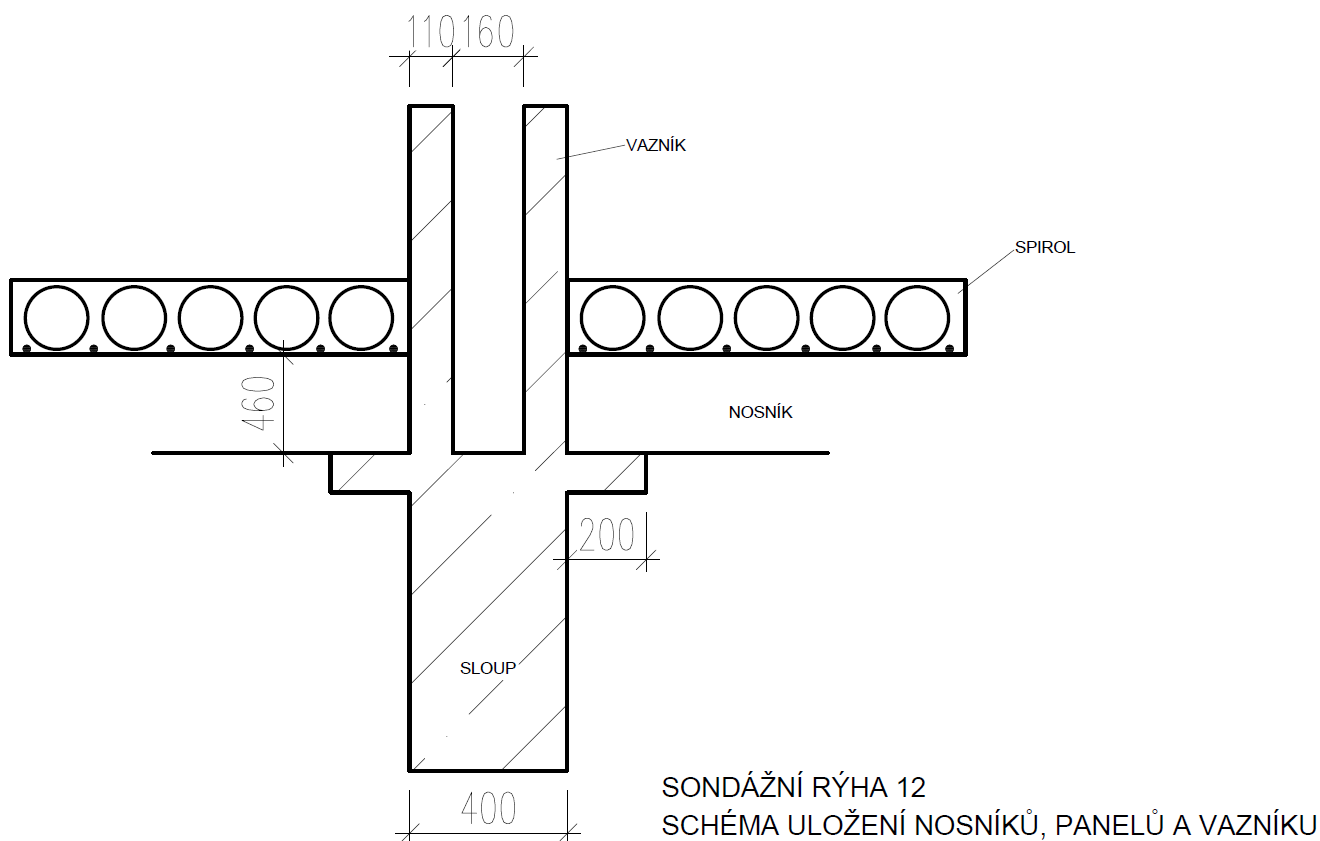 110 160
VAZNÍK
SPIROL
460
NOSNÍK
200
SLOUP
400
SONDÁŽNÍ RÝHA 12
SCHÉMA ULOŽENÍ NOSNÍKŮ, PANELŮ A VAZNÍKU